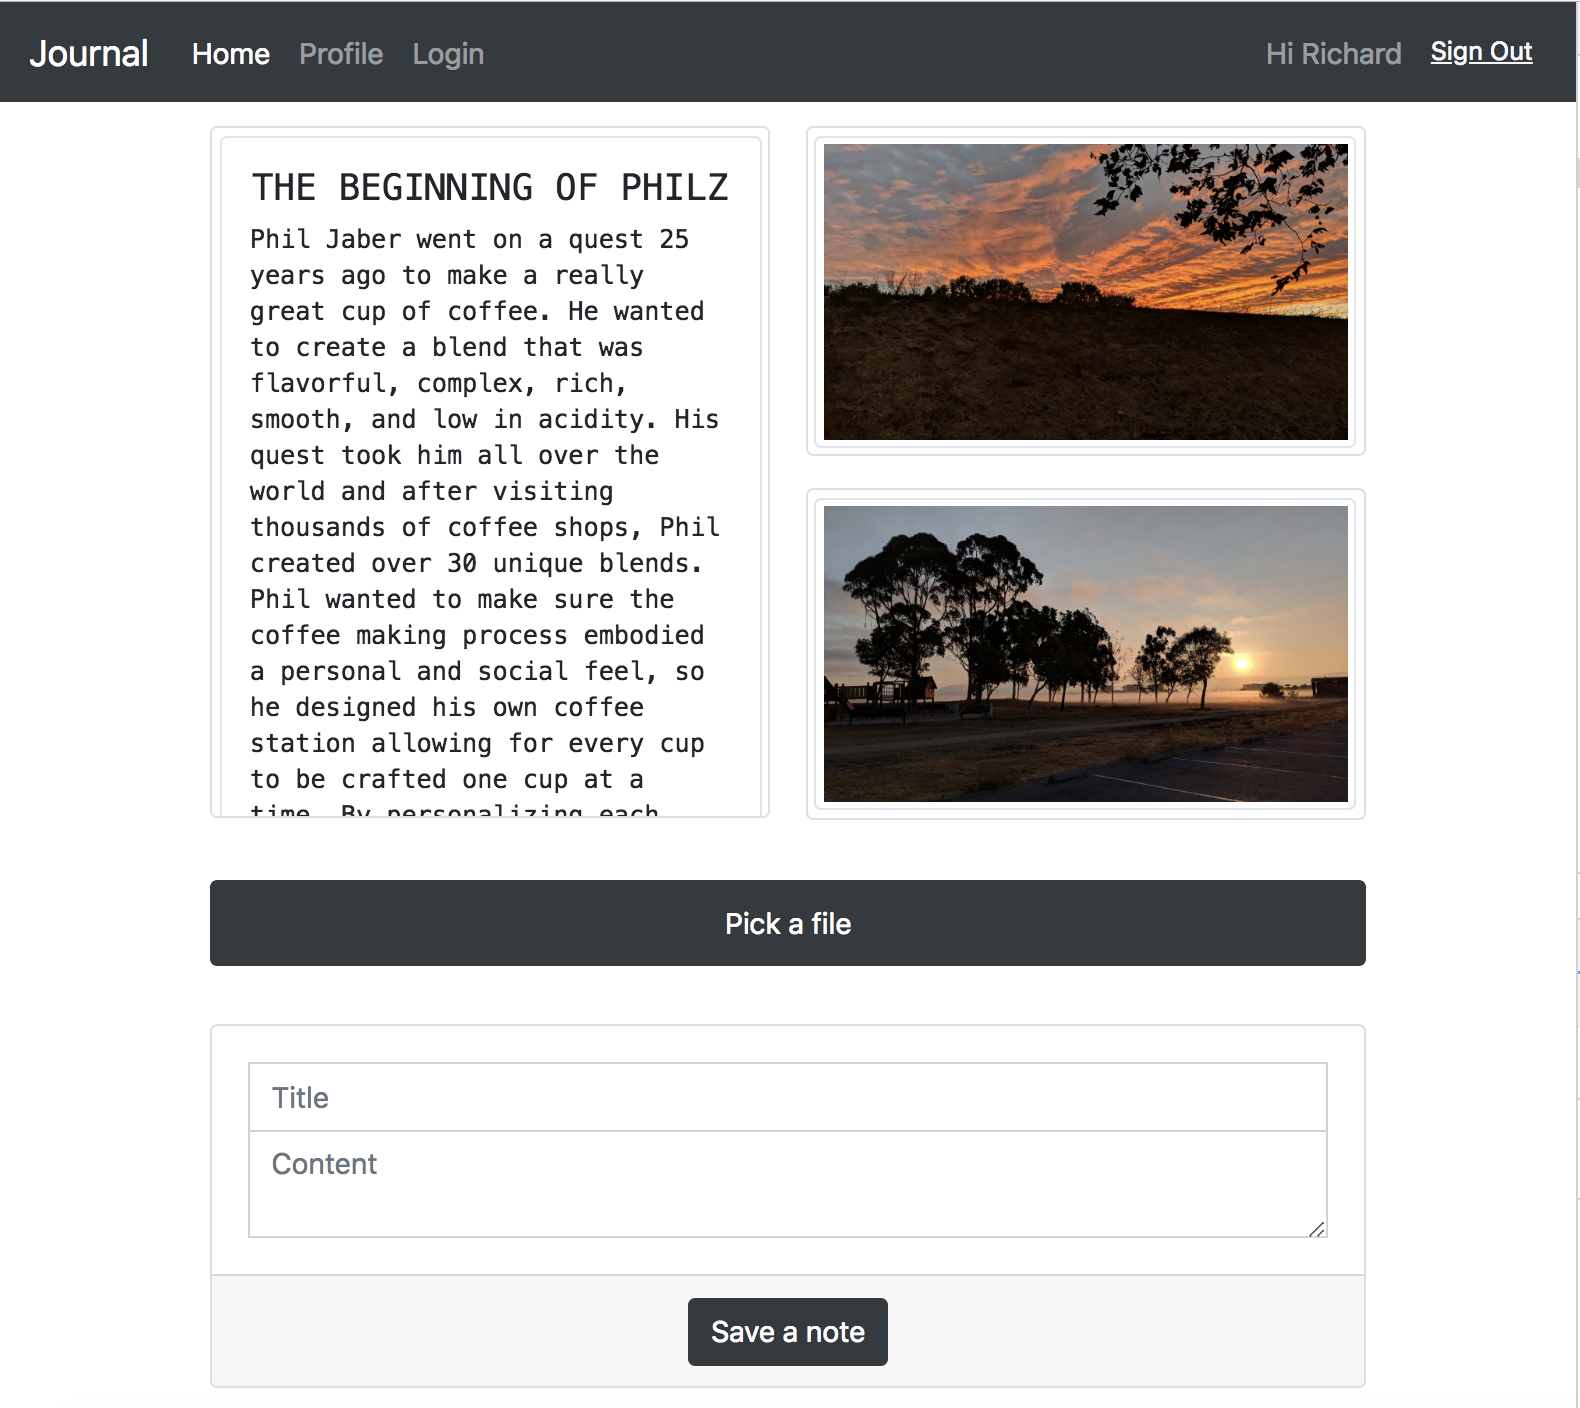 Journal Home Profile Login Hi Richard Sign Out
THE BEGINNING OF PHILZ
Phil Jaber went on a quest 25
years ago to make a really
great cup of coffee. He wanted
to create a blend that was
flavorful, complex, rich,
smooth, and low in acidity. His
quest took him all over the
world and after visiting
thousands of coffee shops, Phil
created over 30 unique blends.
Phil wanted to make sure the
coffee making process embodied
a personal and social feel, so
he designed his own coffee
station allowing for every cup
to be crafted one cup at a
time. By personalizing each
Pick a file
Title
Content
Save a note